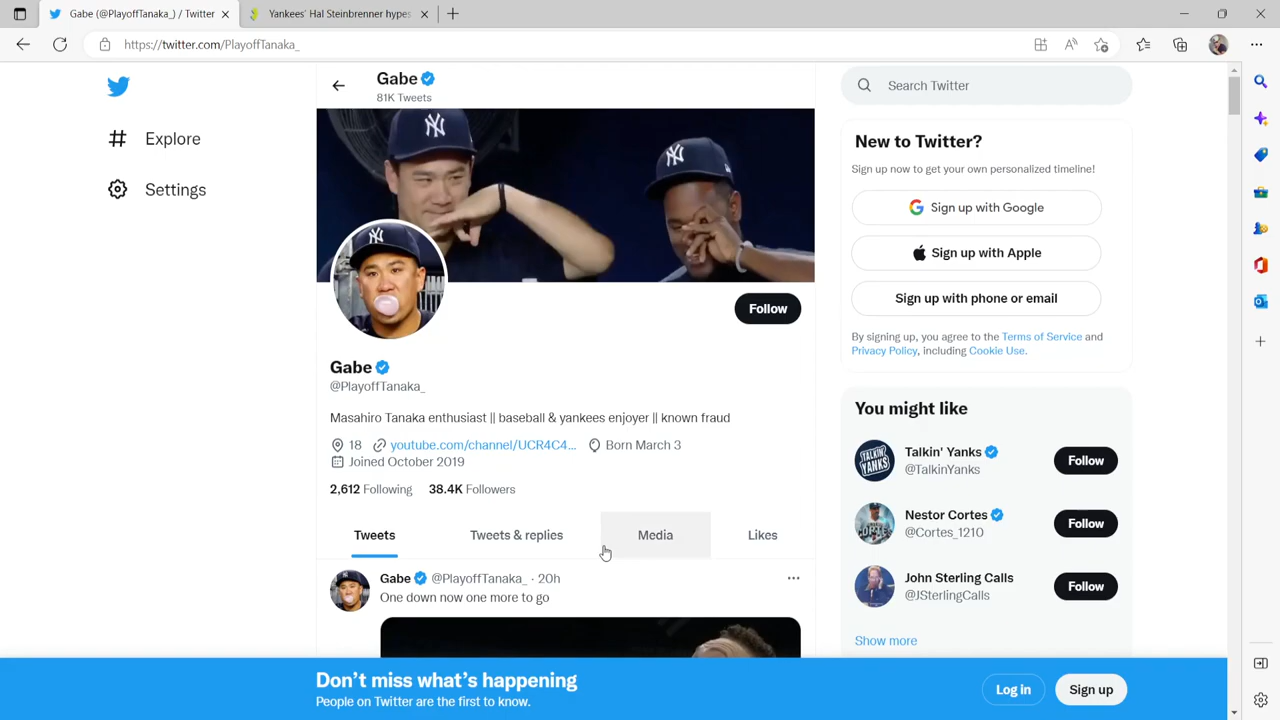 Gabe (@PlayoffTanaka_) / Twitter
Yankees' Hal Steinbrenner hypes
https://twitter.com/PlayoffTanaka_
Explore
Settings
Gabe
81K Tweets
Follow
Gabe
@PlayoffTanaka_
Masahiro Tanaka enthusiast || baseball & yankees enjoyer || known fraud
18 youtube.com/channel/UCR4C4... Born March 3
Joined October 2019
2,612 Following 38.4K Followers
Tweets Tweets & replies Media Likes
Gabe @PlayoffTanaka_ · 20h
One down now one more to go
Search Twitter
New to Twitter?
Sign up now to get your own personalized timeline!
Sign up with Google
Sign up with Apple
Sign up with phone or email
By signing up, you agree to the Terms of Service and
Privacy Policy, including Cookie Use.
You might like
TALKIN' YANKS
Talkin' Yanks
@TalkinYanks
Follow
CORTES
Nestor Cortes
@Cortes_1210
Follow
John Sterling Calls
@JSterlingCalls
Follow
Show more
Don't miss what's happening
People on Twitter are the first to know.
Log in
Sign up